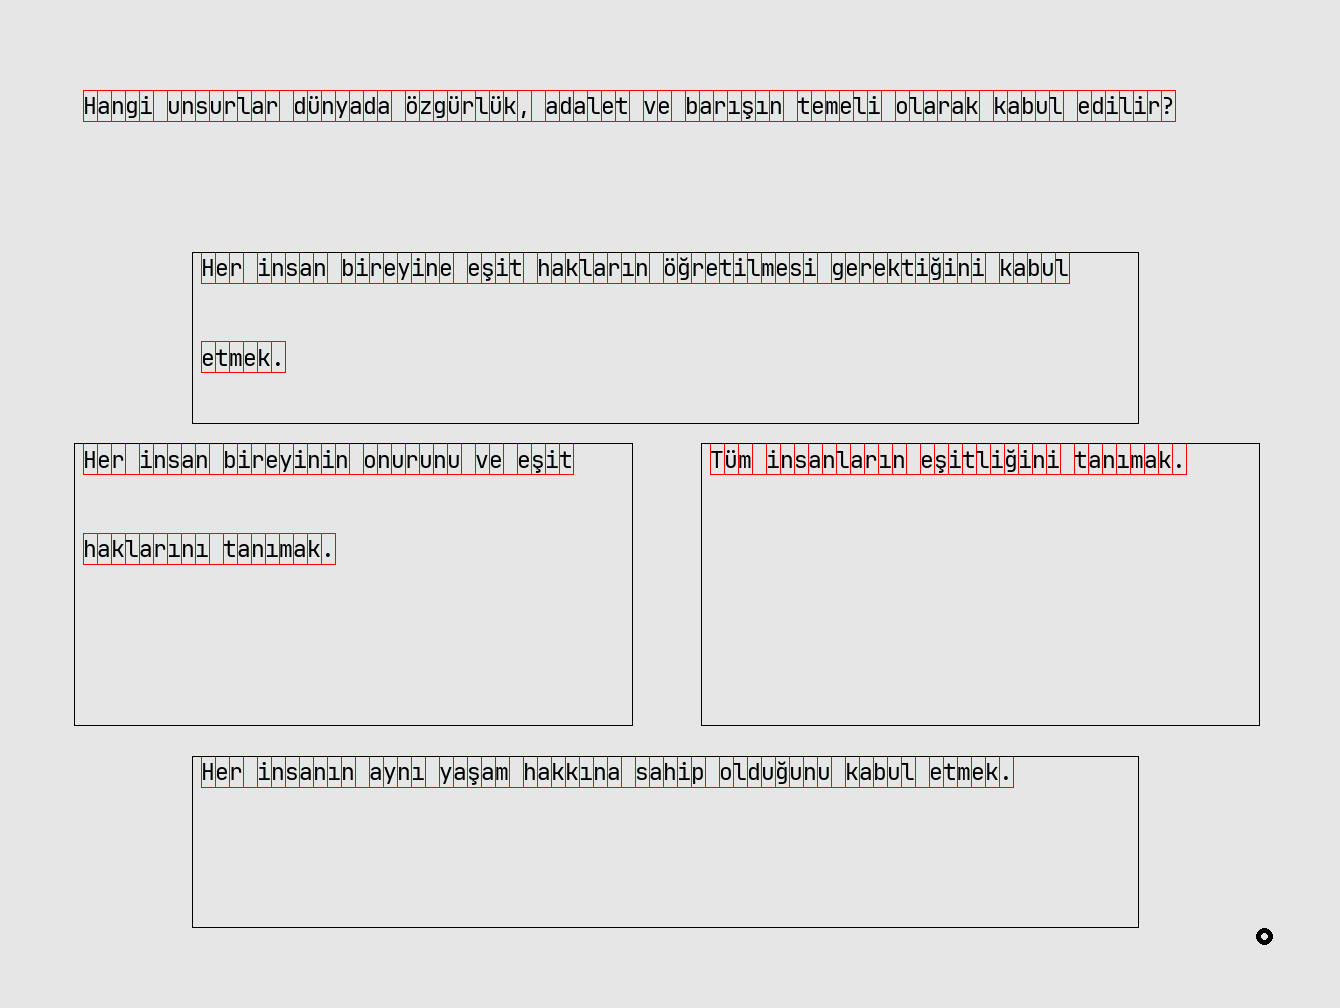 Hangi unsurlar dünyada özgürlük, adalet ve barışın temeli olarak kabul edilir?
Her insan bireyine eşit hakların öğretilmesi gerektiğini kabul
etmek.
Her insan bireyinin onurunu ve eşit
haklarını tanımak.
Tüm insanların eşitliğini tanımak.
Her insanın aynı yaşam hakkına sahip olduğunu kabul etmek.